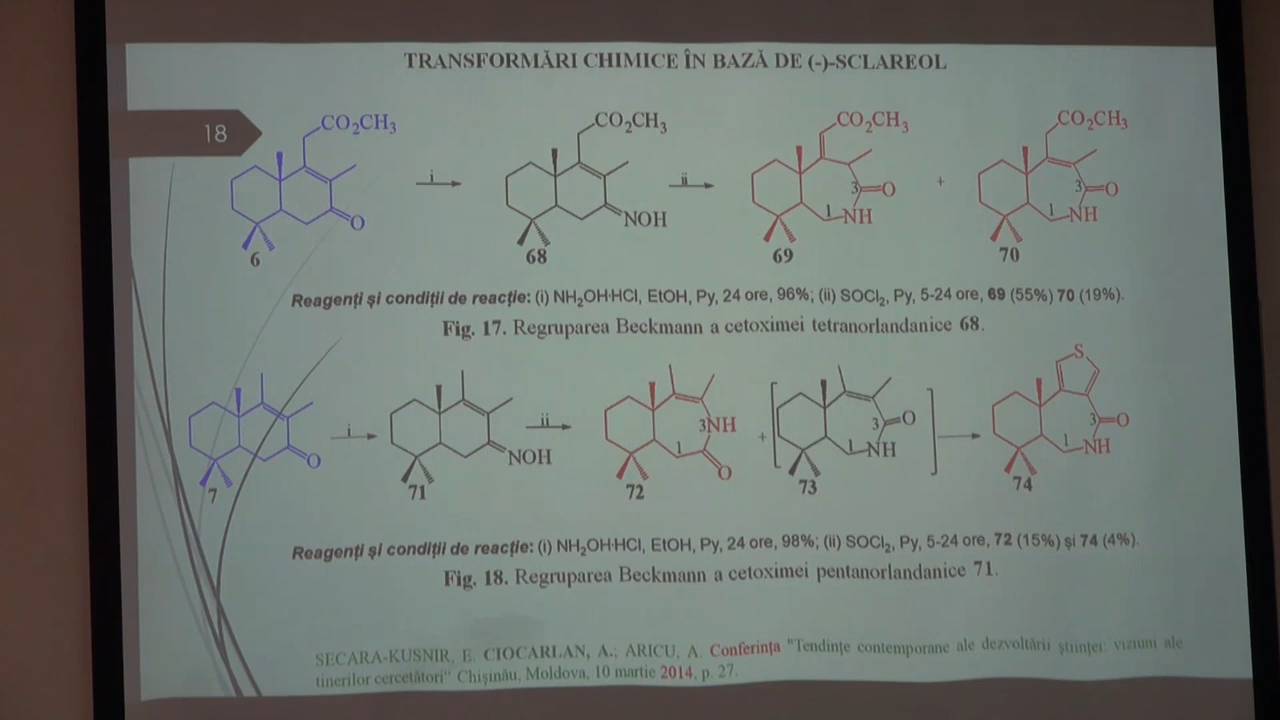 TRANSFORMĂRI CHIMICE ÎN BAZĂ DE (-)-SCLAREOL
18
CO₂CH₃ CO₂CH₃ CO₂CH₃ CO₂CH₃
i ii +
O NOH 3 O 1 NH 3 O 1 NH
6 68 69 70
Reagenți și condiții de reacție: (i) NH₂OH·HCl, EtOH, Py, 24 ore, 96%; (ii) SOCl₂, Py, 5-24 ore, 69 (55%) 70 (19%).
Fig. 17. Regruparea Beckmann a cetoximei tetranorlandanice 68.
S
i ii 3NH + 3 O 3 O
O NOH 1 O 1 NH 1 NH
7 71 72 73 74
Reagenți și condiții de reacție: (i) NH₂OH·HCl, EtOH, Py, 24 ore, 98%; (ii) SOCl₂, Py, 5-24 ore, 72 (15%) și 74 (4%).
Fig. 18. Regruparea Beckmann a cetoximei pentanorlandanice 71.
SECARA-KUSNIR, E. CIOCARLAN, A.; ARICU, A. Conferința "Tendințe contemporane ale dezvoltării științei: viziuni ale
tinerilor cercetători" Chișinău, Moldova, 10 martie 2014, p. 27.